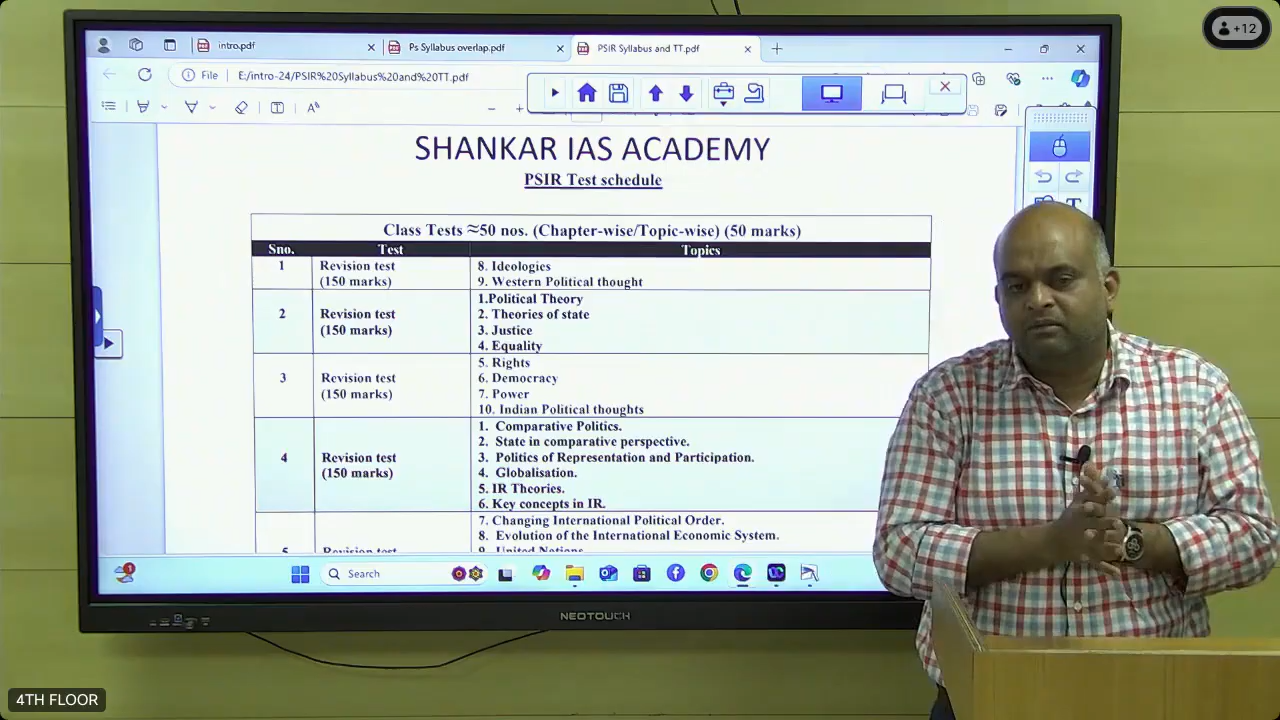 +12
intro.pdf
Ps Syllabus overlap.pdf
PSIR Syllabus and TT.pdf
File
E:/intro-24/PSIR%20Syllabus%20and%20TT.pdf
SHANKAR IAS ACADEMY
PSIR Test schedule
Class Tests ≈50 nos. (Chapter-wise/Topic-wise) (50 marks)
Sno. Test Topics
1 Revision test (150 marks)
8. Ideologies
9. Western Political thought
2 Revision test (150 marks)
1.Political Theory
2. Theories of state
3. Justice
4. Equality
3 Revision test (150 marks)
5. Rights
6. Democracy
7. Power
10. Indian Political thoughts
4 Revision test (150 marks)
1. Comparative Politics.
2. State in comparative perspective.
3. Politics of Representation and Participation.
4. Globalisation.
5. IR Theories.
6. Key concepts in IR.
5 Revision test
7. Changing International Political Order.
8. Evolution of the International Economic System.
9. United Nations
Search
NEOTOUCH
4TH FLOOR